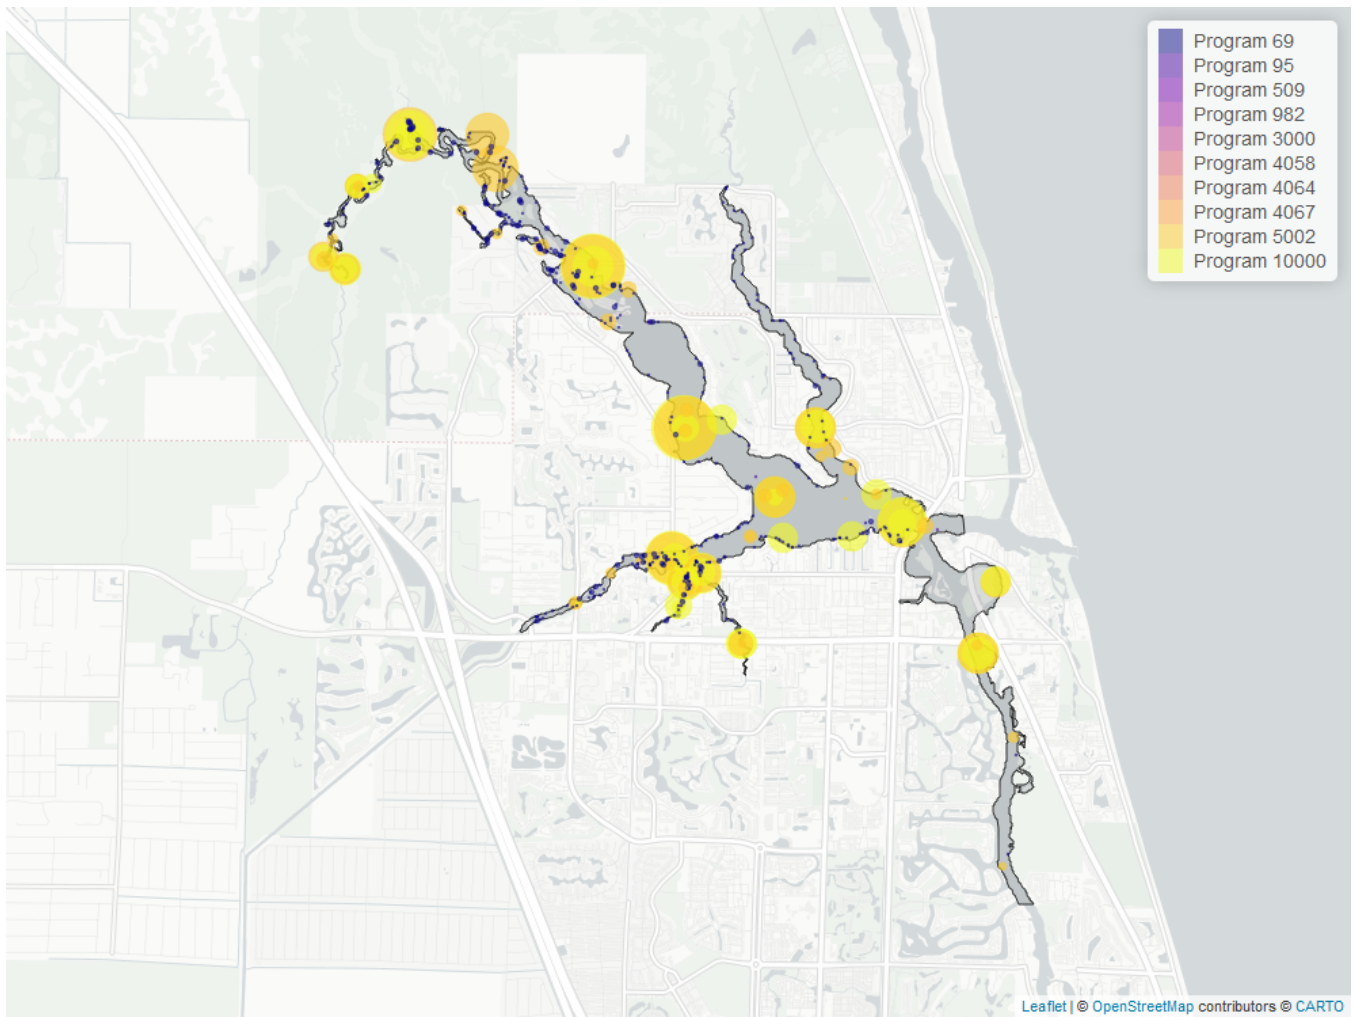 Program 69
Program 95
Program 509
Program 982
Program 3000
Program 4058
Program 4064
Program 4067
Program 5002
Program 10000
Leaflet | © OpenStreetMap contributors © CARTO